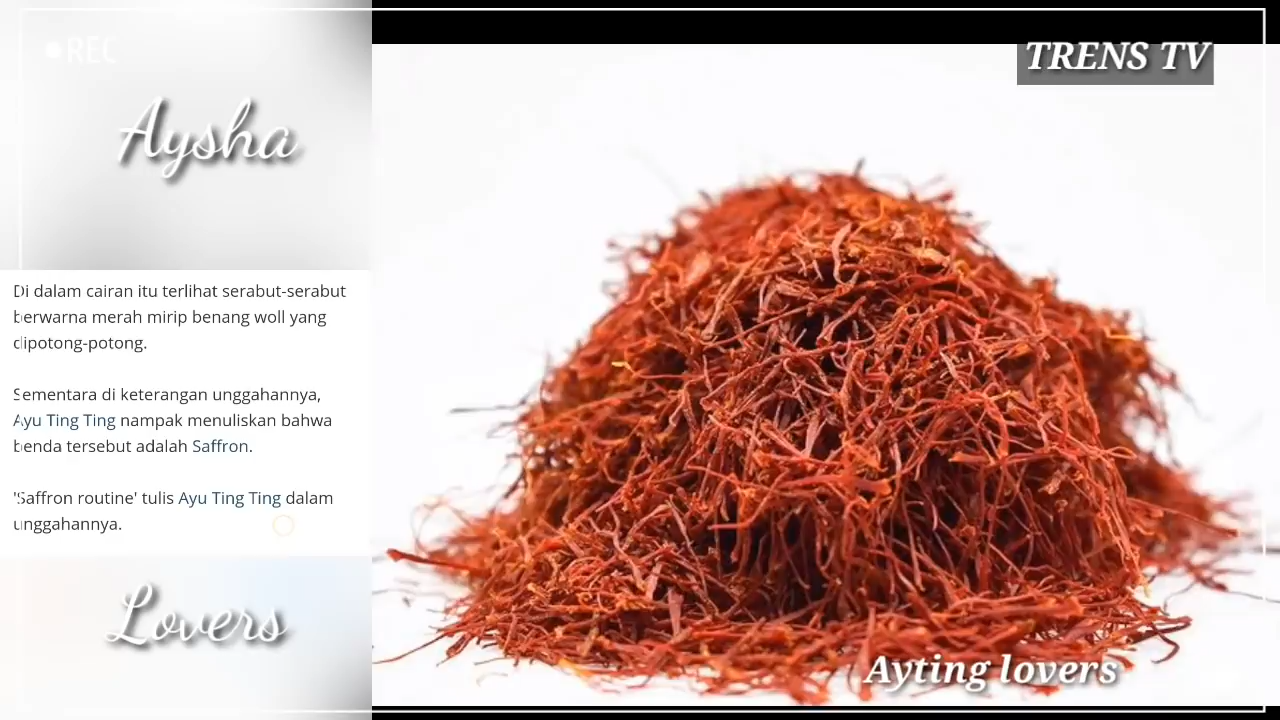 REC
Aysha
Di dalam cairan itu terlihat serabut-serabut
berwarna merah mirip benang woll yang
dipotong-potong.
Sementara di keterangan unggahannya,
Ayu Ting Ting nampak menuliskan bahwa
benda tersebut adalah Saffron.
'Saffron routine' tulis Ayu Ting Ting dalam
unggahannya.
Lovers
TRENS TV
Ayting lovers